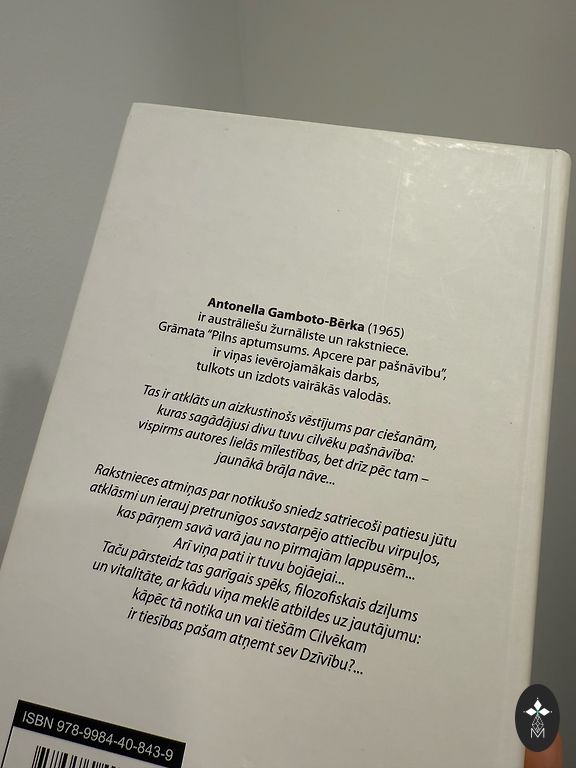 Antonella Gamboto-Bērka (1965)
ir austrāliešu žurnāliste un rakstniece.
Grāmata "Pilns aptumsums. Apcere par pašnāvību",
ir viņas ievērojamākais darbs,
tulkots un izdots vairākās valodās.
Tas ir atklāts un aizkustinošs vēstījums par ciešanām,
kuras sagādājusi divu tuvu cilvēku pašnāvība:
vispirms autores lielās mīlestības, bet drīz pēc tam –
jaunākā brāļa nāve...
Rakstnieces atmiņas par notikušo sniedz satriecoši patiesu jūtu
atklāsmi un ierauj pretrunīgos savstarpējo attiecību virpuļos,
kas pārņem savā varā jau no pirmajām lappusēm...
Arī viņa pati ir tuvu bojāejai...
Taču pārsteidz tas garīgais spēks, filozofiskais dziļums
un vitalitāte, ar kādu viņa meklē atbildes uz jautājumu:
kāpēc tā notika un vai tiešām Cilvēkam
ir tiesības pašam atņemt sev Dzīvību?...
ISBN 978-9984-40-843-9
M